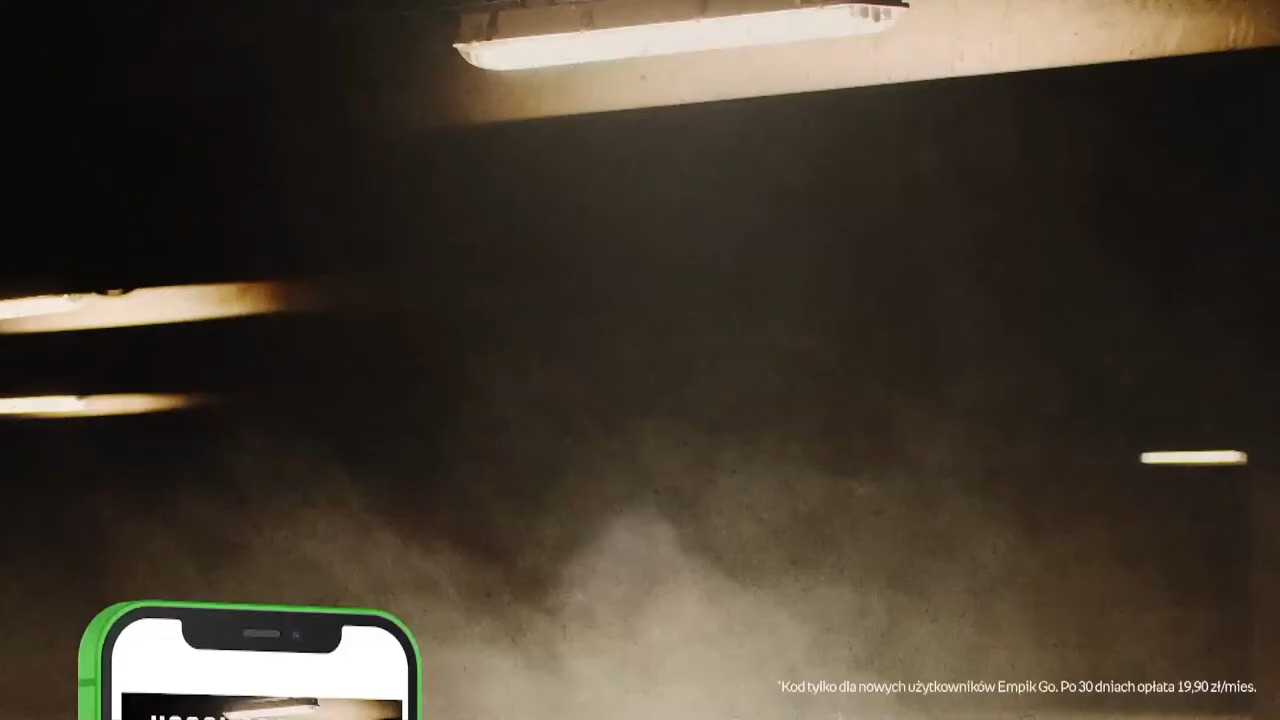 *Kod tylko dla nowych użytkowników Empik Go. Po 30 dniach opłata 19,90 zł/mies.